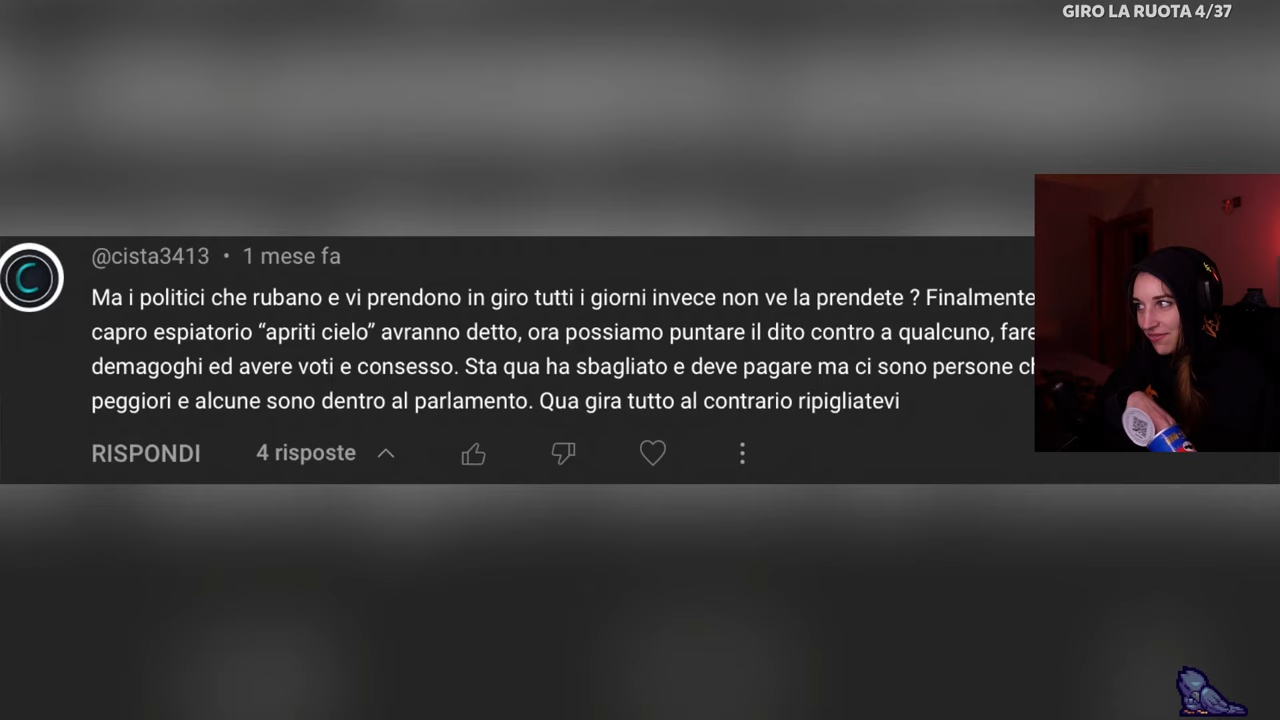 GIRO LA RUOTA 4/37
@cista3413 • 1 mese fa
Ma i politici che rubano e vi prendono in giro tutti i giorni invece non ve la prendete ? Finalmente
capro espiatorio “apriti cielo” avranno detto, ora possiamo puntare il dito contro a qualcuno, fare
demagoghi ed avere voti e consesso. Sta qua ha sbagliato e deve pagare ma ci sono persone
peggiori e alcune sono dentro al parlamento. Qua gira tutto al contrario ripigliatevi
RISPONDI 4 risposte